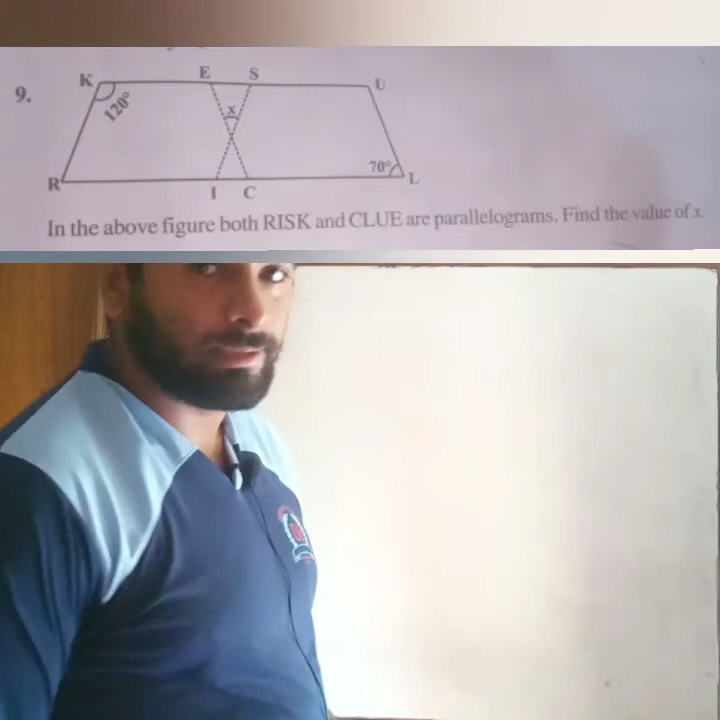 K E S U
9.
120°
x
70°
R I C L
In the above figure both RISK and CLUE are parallelograms. Find the value of x.